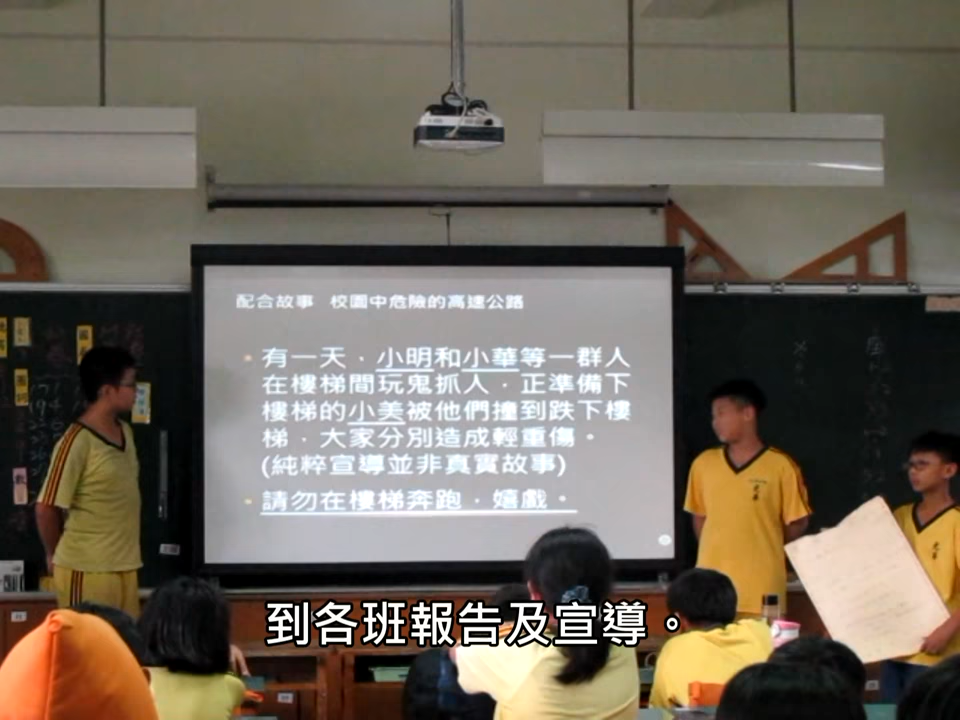 配合故事 校園中危險的高速公路
有一天，小明和小華等一群人
在樓梯間玩鬼抓人，正準備下
樓梯的小美被他們撞到跌下樓
梯，大家分別造成輕重傷。
(純粹宣導並非真實故事)
請勿在樓梯奔跑，嬉戲。
到各班報告及宣導。